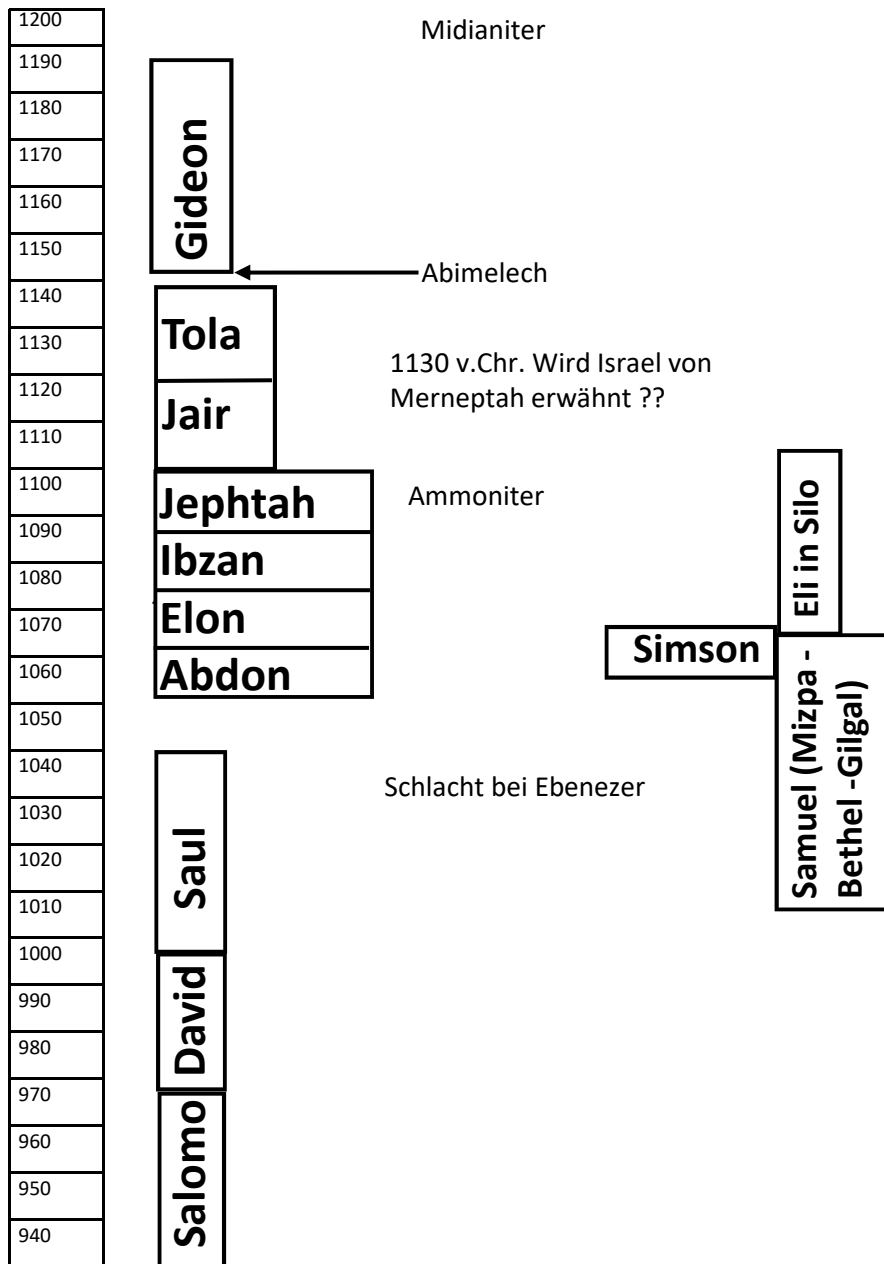 1200
Midianiter
1190
1180
1170
1160
1150
Gideon
Abimelech
1140
1130
1120
1110
Tola
Jair
1130 v.Chr. Wird Israel von
Merneptah erwähnt ??
1100
1090
1080
1070
1060
1050
Jephtah
Ibzan
Elon
Abdon
Ammoniter
Eli in Silo
Simson
Samuel (Mizpa -
Bethel -Gilgal)
1040
1030
1020
1010
Saul
Schlacht bei Ebenezer
1000
990
980
David
970
960
950
940
Salomo